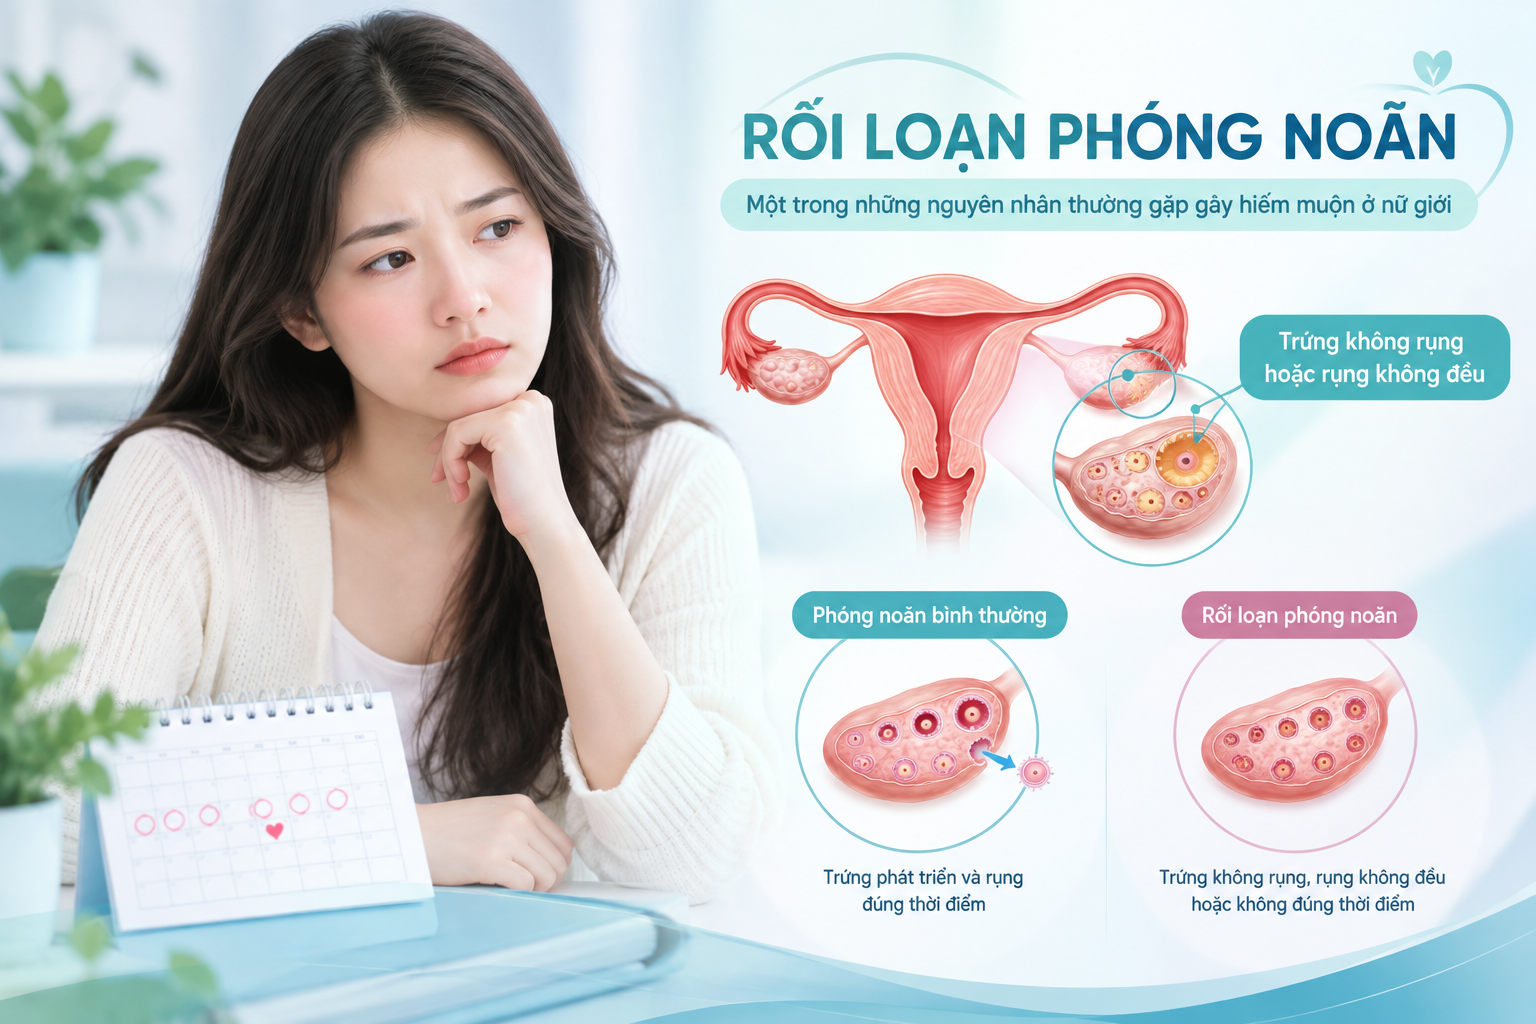 RỐI LOẠN PHÓNG NOÃN
Một trong những nguyên nhân thường gặp gây hiếm muộn ở nữ giới
Trứng không rụng
hoặc rụng không đều
Phóng noãn bình thường
Rối loạn phóng noãn
Trứng phát triển và rụng
đúng thời điểm
Trứng không rụng, rụng không đều
hoặc không đúng thời điểm